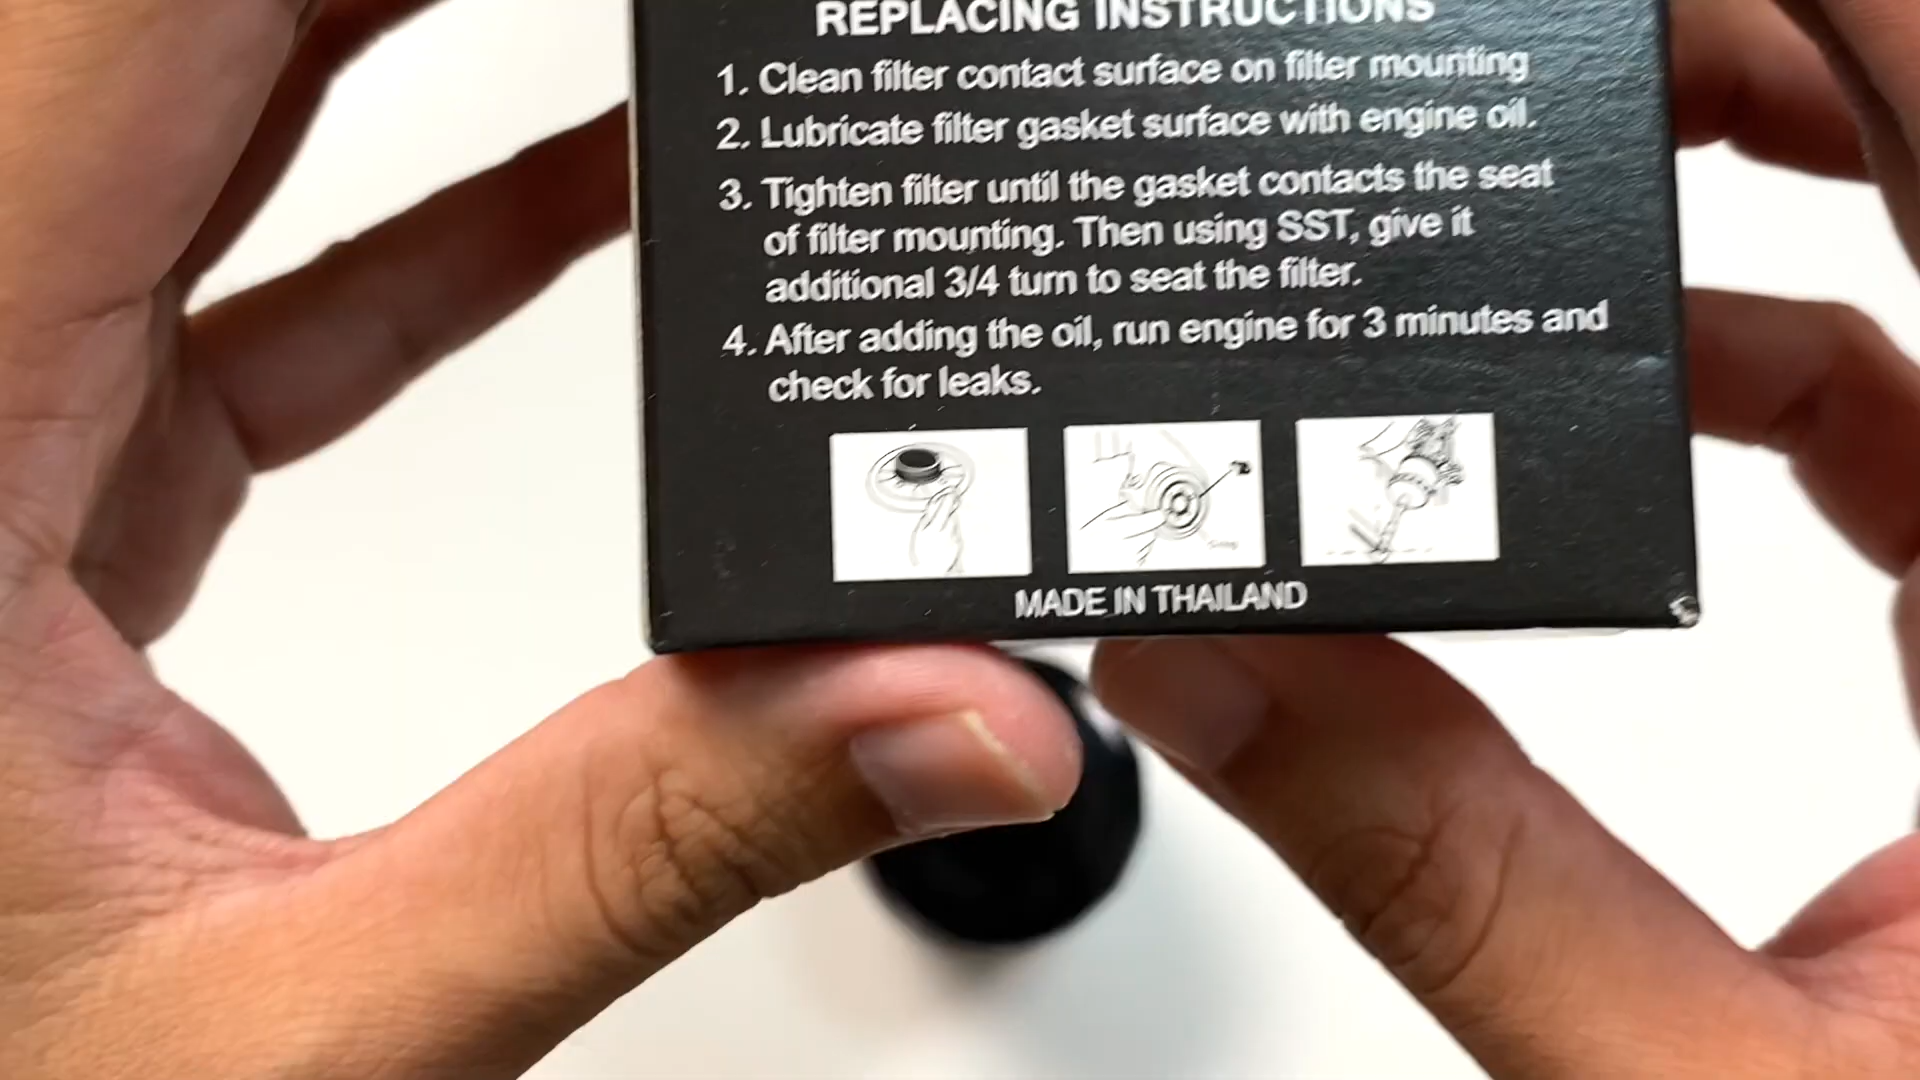 REPLACING INSTRUCTIONS
1. Clean filter contact surface on filter mounting
2. Lubricate filter gasket surface with engine oil.
3. Tighten filter until the gasket contacts the seat
of filter mounting. Then using SST, give it
additional 3/4 turn to seat the filter.
4. After adding the oil, run engine for 3 minutes and
check for leaks.
MADE IN THAILAND